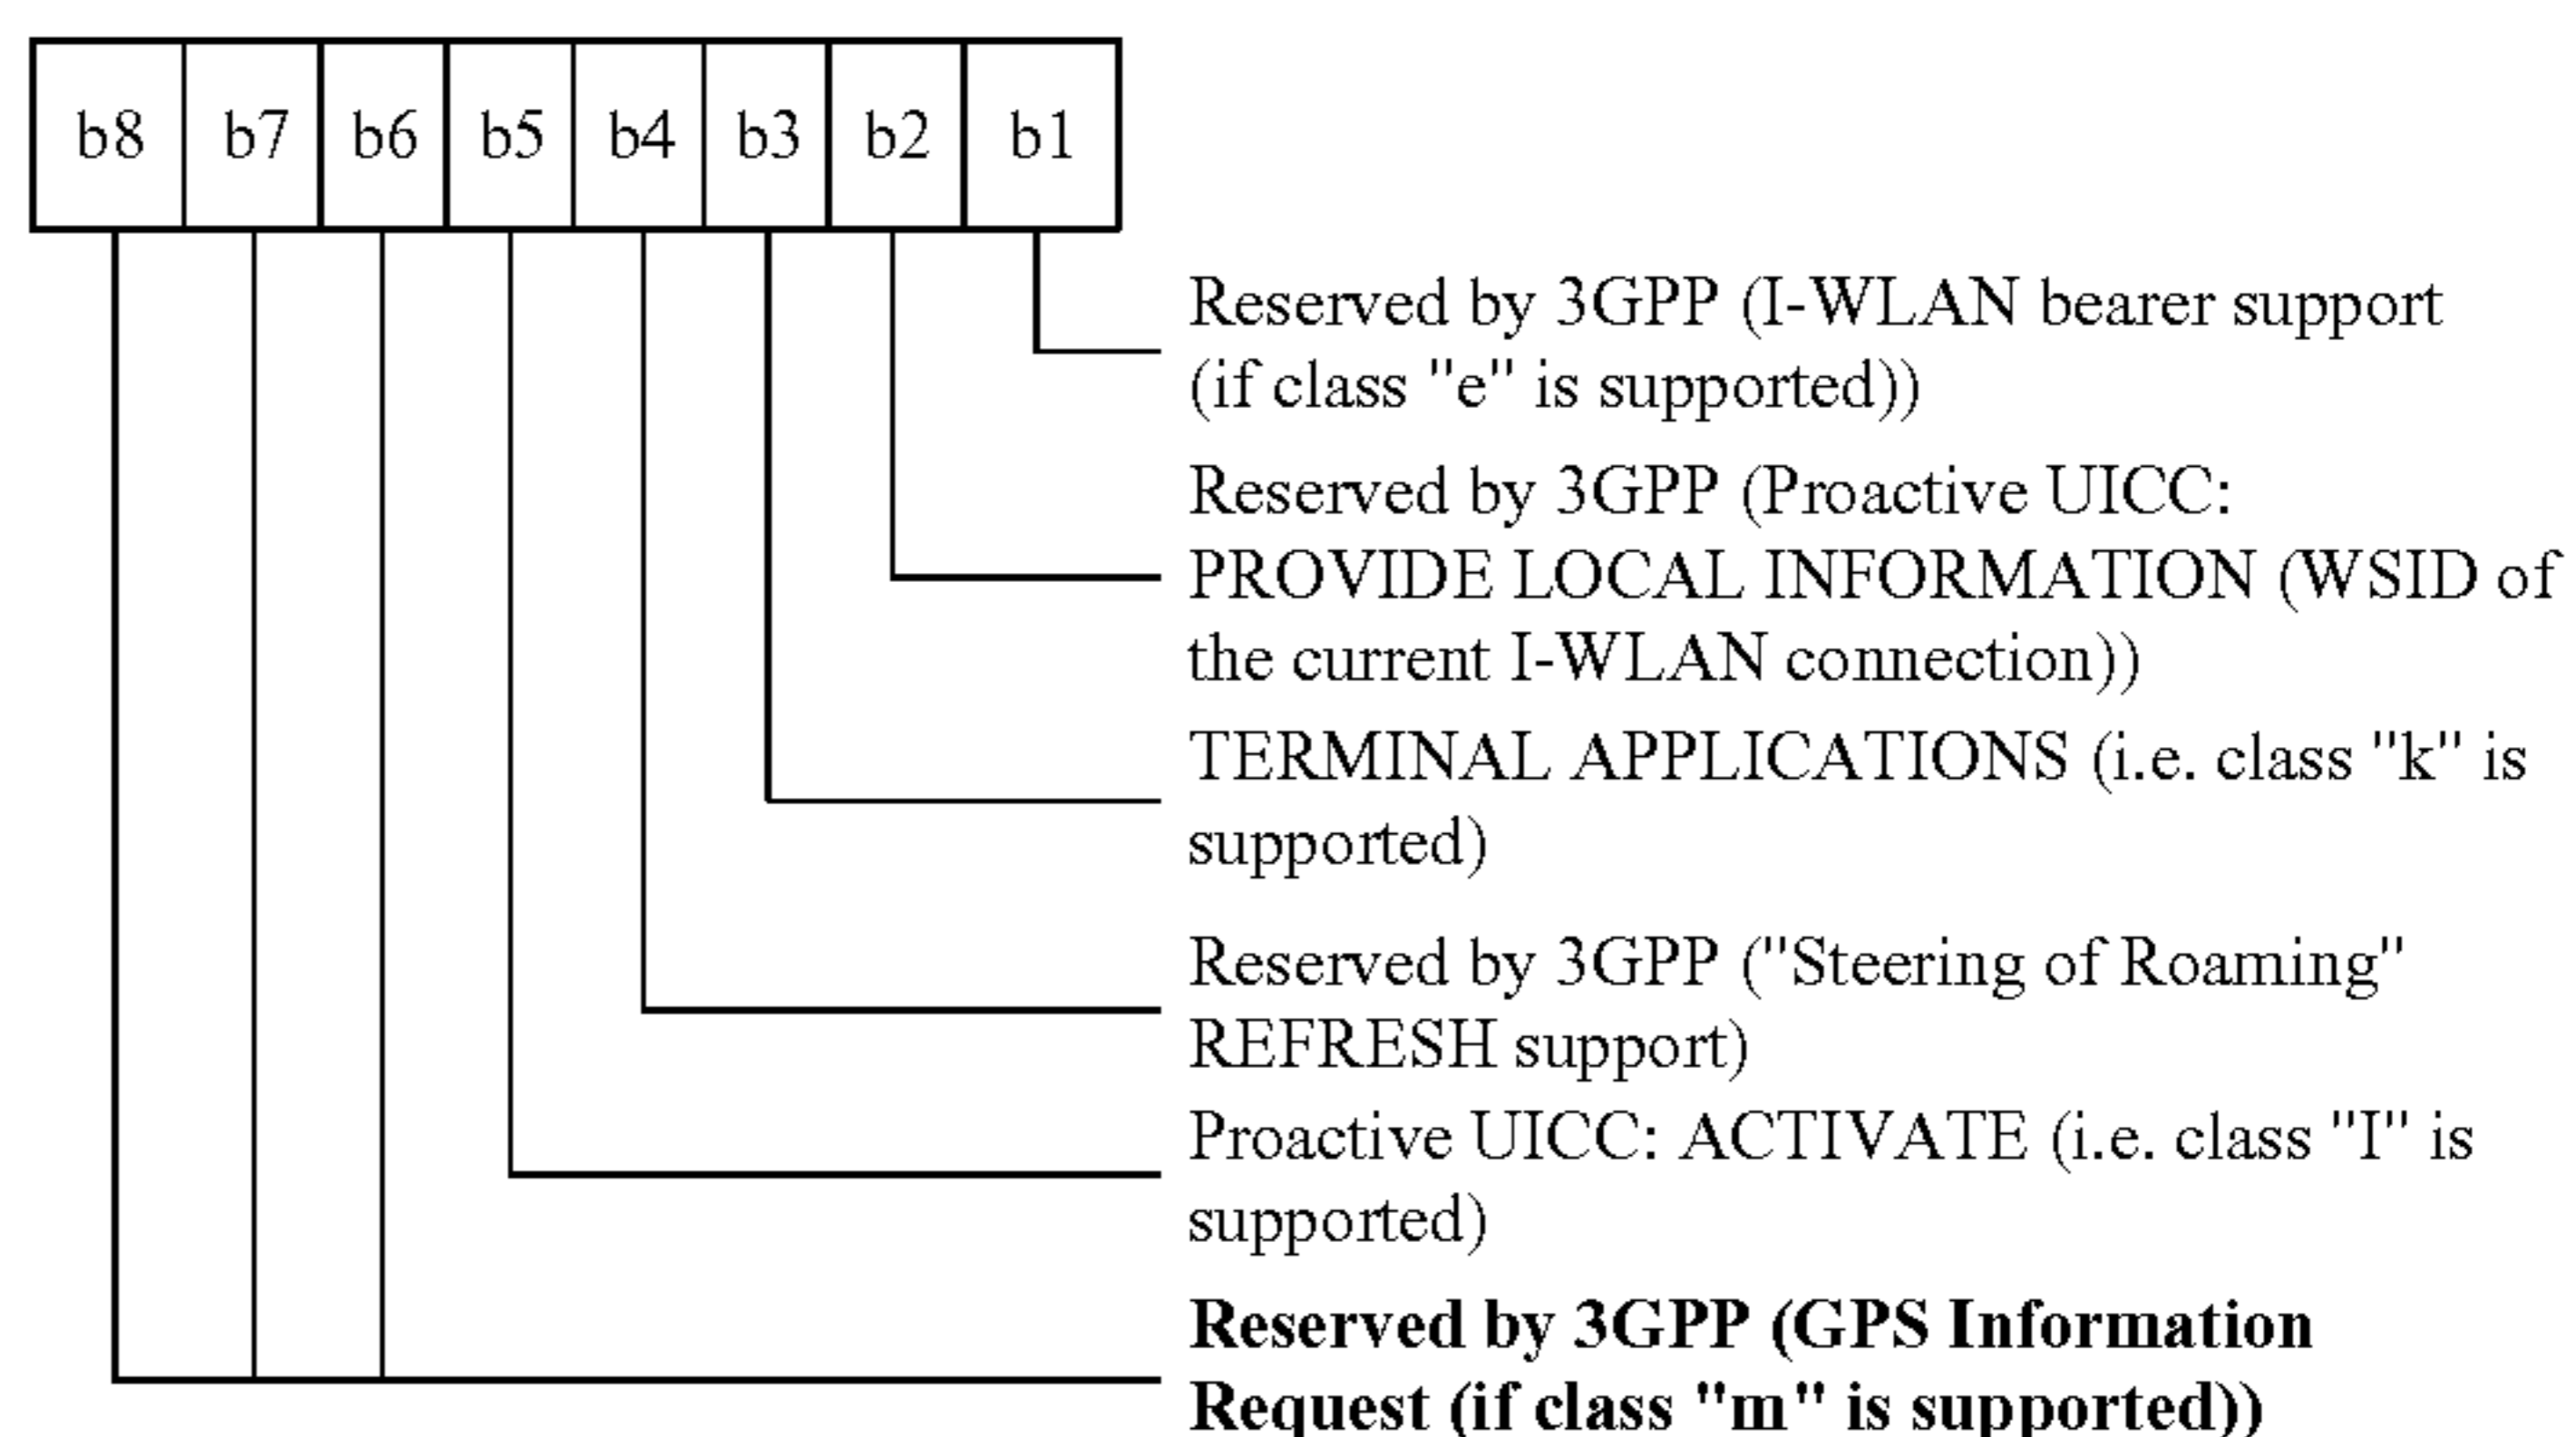 b8 b7 b6 b5 b4 b3 b2 b1
Reserved by 3GPP (I-WLAN bearer support
(if class "e" is supported))
Reserved by 3GPP (Proactive UICC:
PROVIDE LOCAL INFORMATION (WSID of
the current I-WLAN connection))
TERMINAL APPLICATIONS (i.e. class "k" is
supported)
Reserved by 3GPP ("Steering of Roaming"
REFRESH support)
Proactive UICC: ACTIVATE (i.e. class "I" is
supported)
Reserved by 3GPP (GPS Information
Request (if class "m" is supported))